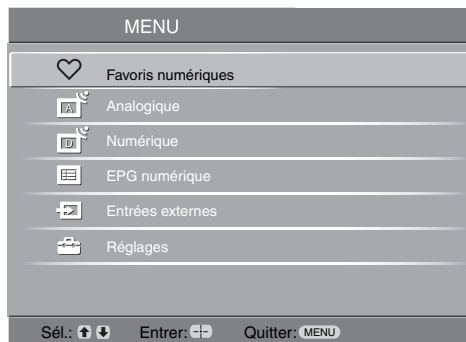 MENU
Favoris numériques
A Analogique
D Numérique
EPG numérique
Entrées externes
Réglages
Sél.: Entrer: Quitter: MENU